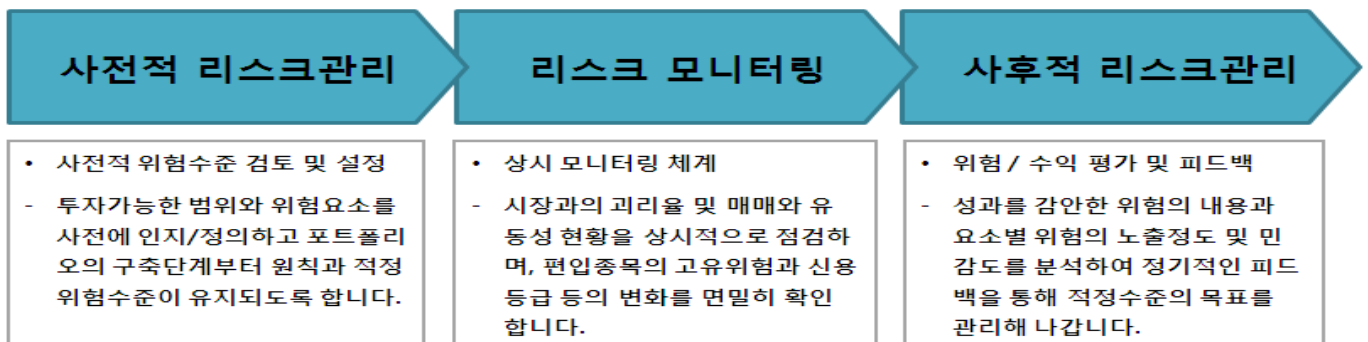 사전적 리스크관리
리스크 모니터링
사후적 리스크관리
• 사전적 위험수준 검토 및 설정
- 투자가능한 범위와 위험요소를
사전에 인지/정의하고 포트폴리
오의 구축단계부터 원칙과 적정
위험수준이 유지되도록 합니다.
• 상시 모니터링 체계
- 시장과의 괴리율 및 매매와 유
동성 현황을 상시적으로 점검하
며, 편입종목의 고유위험과 신용
등급 등의 변화를 면밀히 확인
합니다.
• 위험 / 수익 평가 및 피드백
- 성과를 감안한 위험의 내용과
요소별 위험의 노출정도 및 민
감도를 분석하여 정기적인 피드
백을 통해 적정수준의 목표를
관리해 나갑니다.